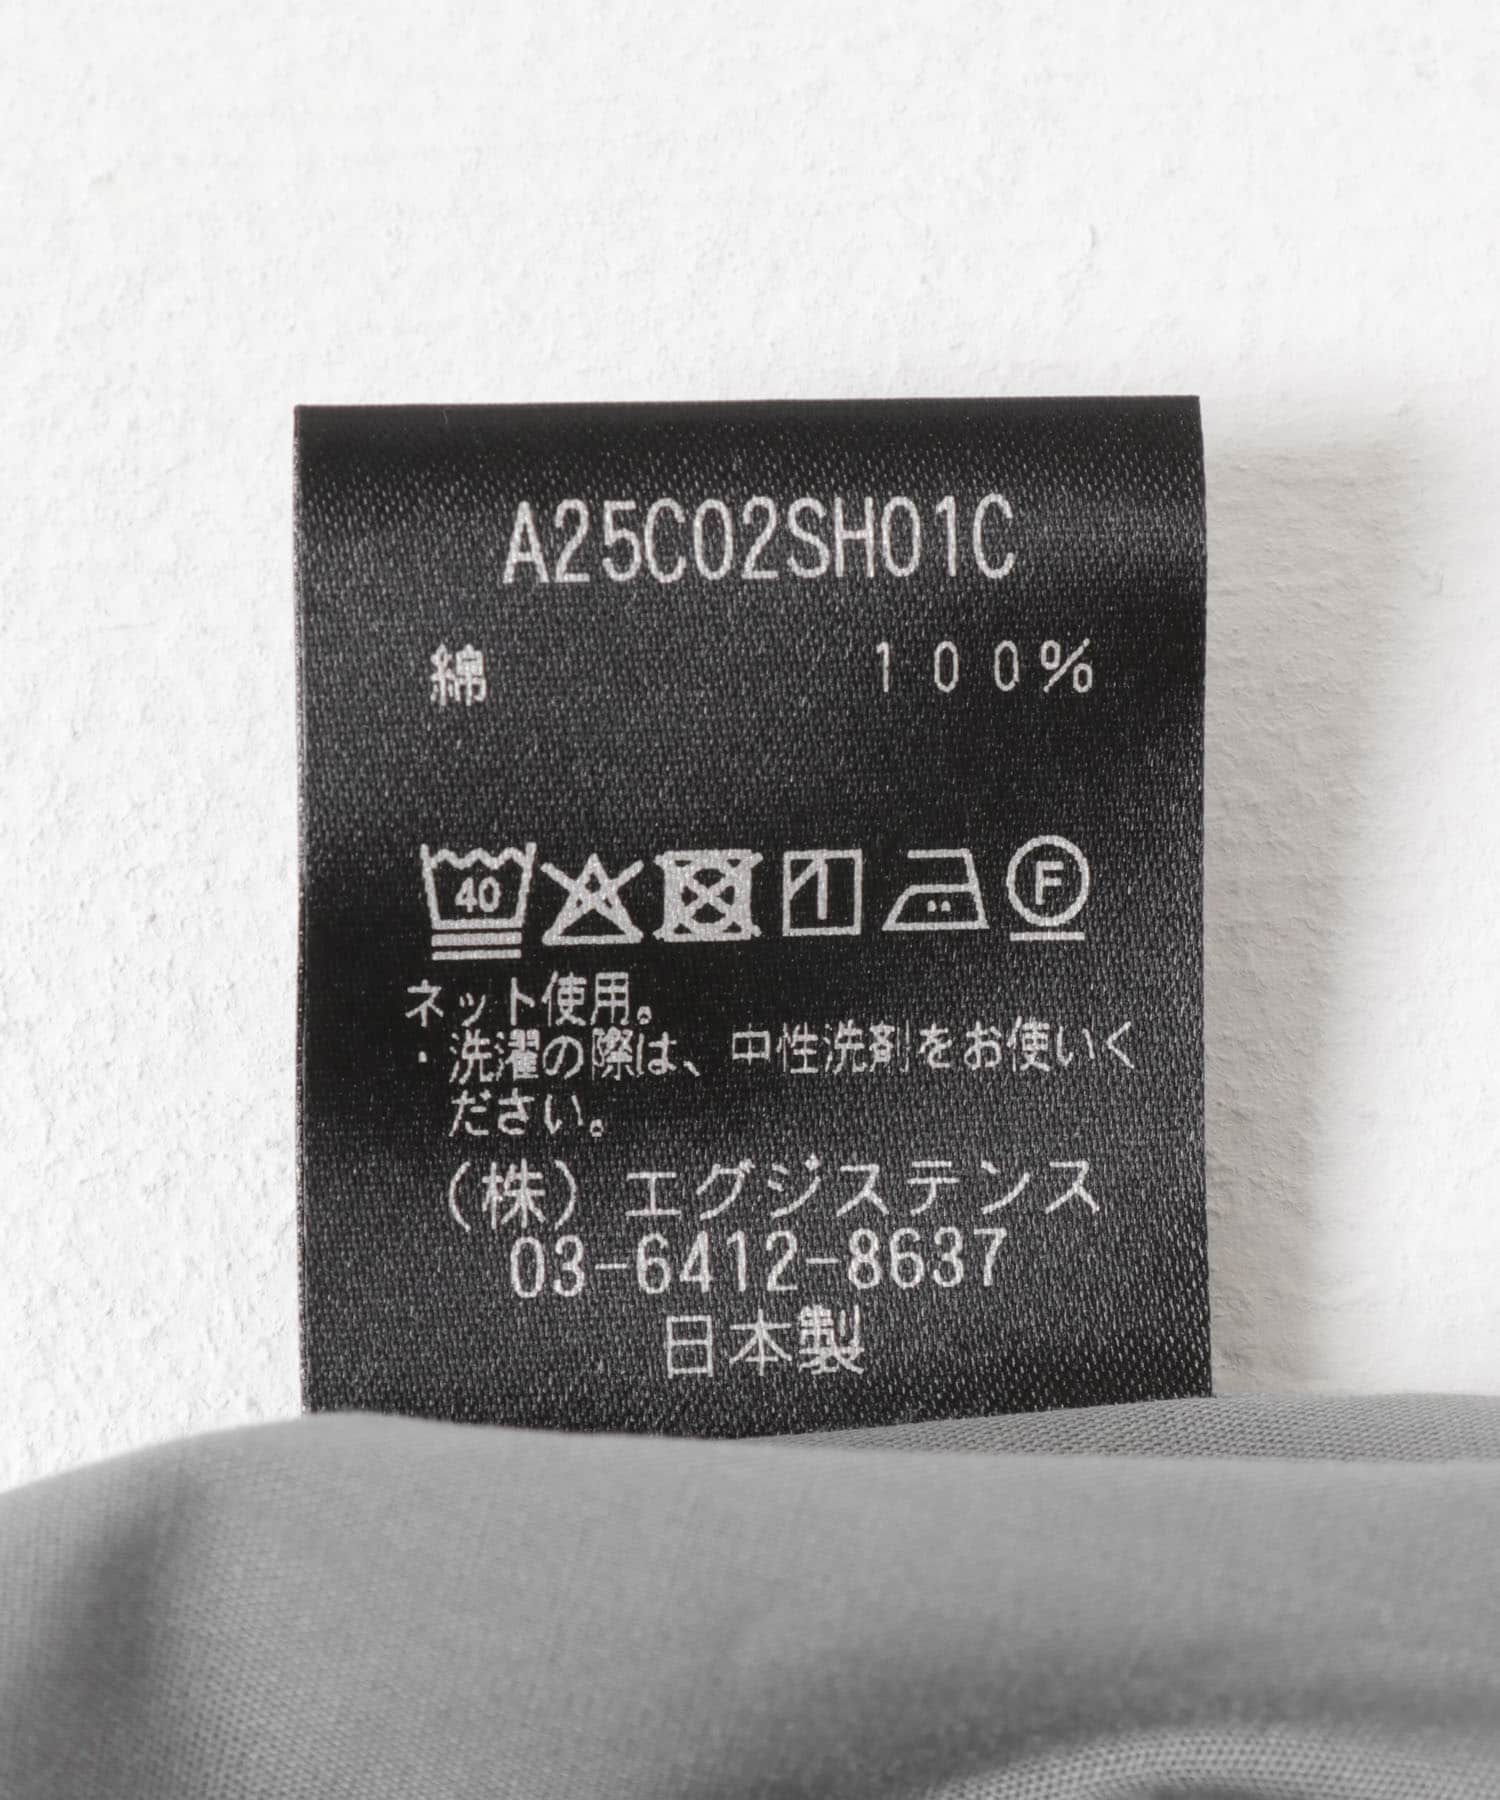 A25C02SH01C
綿 100%
40 F
ネット使用。
・洗濯の際は、中性洗剤をお使いく
ださい。
(株)エグジステンス
03-6412-8637
日本製